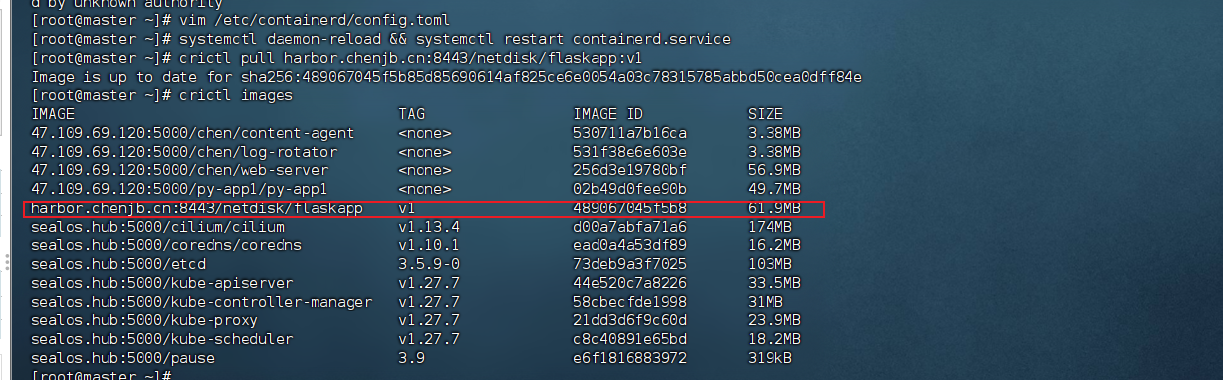 d by unknown authority
[root@master ~]# vim /etc/containerd/config.toml
[root@master ~]# systemctl daemon-reload && systemctl restart containerd.service
[root@master ~]# crictl pull harbor.chenjb.cn:8443/netdisk/flaskapp:v1
Image is up to date for sha256:489067045f5b85d85690614af825ce6e0054a03c78315785abbd50cea0dff84e
[root@master ~]# crictl images
IMAGE TAG IMAGE ID SIZE
47.109.69.120:5000/chen/content-agent <none> 530711a7b16ca 3.38MB
47.109.69.120:5000/chen/log-rotator <none> 531f38e6e603e 3.38MB
47.109.69.120:5000/chen/web-server <none> 256d3e19780bf 56.9MB
47.109.69.120:5000/py-app1/py-app1 <none> 02b49d0fee90b 49.7MB
harbor.chenjb.cn:8443/netdisk/flaskapp v1 489067045f5b8 61.9MB
sealos.hub:5000/cilium/cilium v1.13.4 d00a7abfa71a6 174MB
sealos.hub:5000/coredns/coredns v1.10.1 ead0a4a53df89 16.2MB
sealos.hub:5000/etcd 3.5.9-0 73deb9a3f7025 103MB
sealos.hub:5000/kube-apiserver v1.27.7 44e520c7a8226 33.5MB
sealos.hub:5000/kube-controller-manager v1.27.7 58cbecfde1998 31MB
sealos.hub:5000/kube-proxy v1.27.7 21dd3d6f9c60d 23.9MB
sealos.hub:5000/kube-scheduler v1.27.7 c8c40891e65bd 18.2MB
sealos.hub:5000/pause 3.9 e6f1816883972 319kB
[root@master ~]#